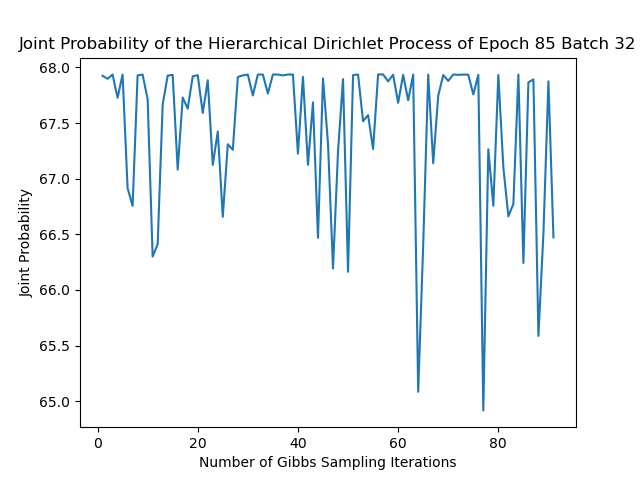 Joint Probability of the Hierarchical Dirichlet Process of Epoch 85 Batch 32
68.0
67.5
67.0
66.5
66.0
65.5
65.0
Joint Probability
0 20 40 60 80
Number of Gibbs Sampling Iterations